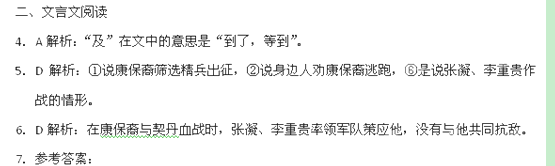 二、文言文阅读
4．A 解析：“及”在文中的意思是“到了，等到”。
5．D 解析：①说康保裔筛选精兵出征，②说身边人劝康保裔逃跑，⑥是说张凝、李重贵作
战的情形。
6．D 解析：在康保裔与契丹血战时，张凝、李重贵率领军队策应他，没有与他共同抗敌。
7．参考答案：